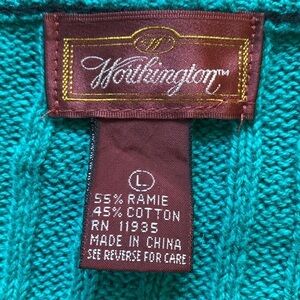 W
Worthington™
L
55% RAMIE
45% COTTON
RN 11935
MADE IN CHINA
SEE REVERSE FOR CARE